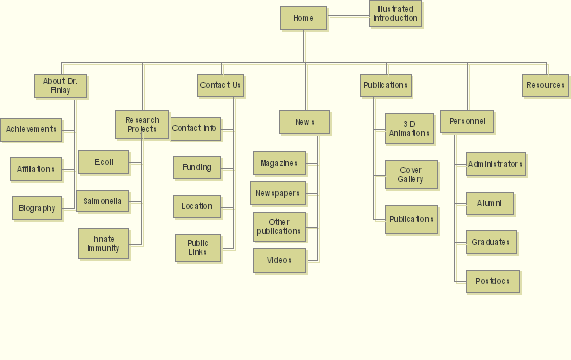 Home
Illustrated
Introduction
About Dr.
Finlay
Contact Us
Publications
Resources
Achievements
Research
Projects
Contact Info
News
3D
Animations
Personnel
Affiliations
E.coli
Funding
Magazines
Cover
Gallery
Administrators
Biography
Salmonella
Location
Newspapers
Publications
Alumni
Innate
Immunity
Public
Links
Other
publications
Graduates
Videos
Postdocs